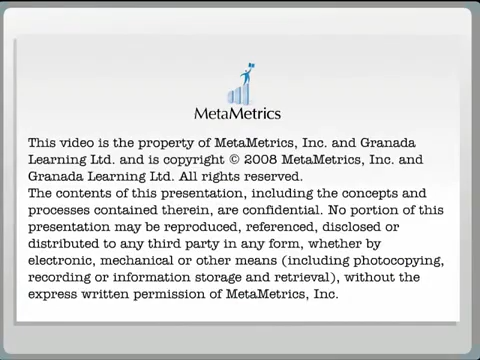 MetaMetrics
This video is the property of MetaMetrics, Inc. and Granada
Learning Ltd. and is copyright © 2008 MetaMetrics, Inc. and
Granada Learning Ltd. All rights reserved.
The contents of this presentation, including the concepts and
processes contained therein, are confidential. No portion of this
presentation may be reproduced, referenced, disclosed or
distributed to any third party in any form, whether by
electronic, mechanical or other means (including photocopying,
recording or information storage and retrieval), without the
express written permission of MetaMetrics, Inc.